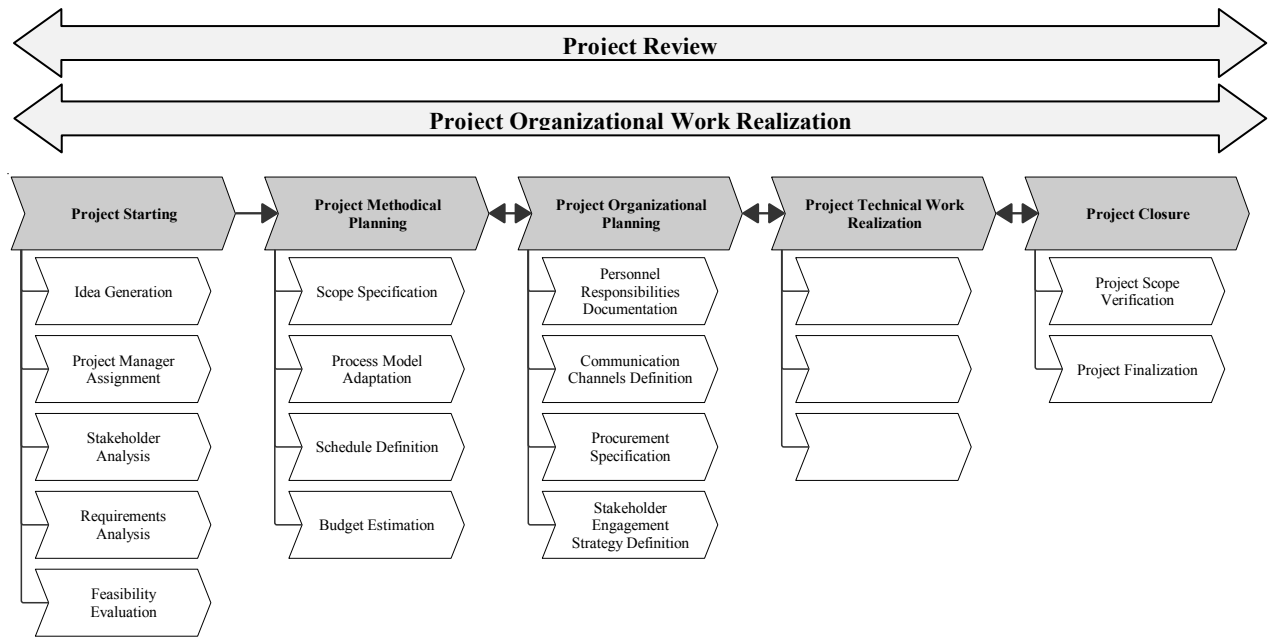 Project Review
Project Organizational Work Realization
Project Starting
Idea Generation
Project Manager
Assignment
Stakeholder
Analysis
Requirements
Analysis
Feasibility
Evaluation
Project Methodical
Planning
Scope Specification
Process Model
Adaptation
Schedule Definition
Budget Estimation
Project Organizational
Planning
Personnel
Responsibilities
Documentation
Communication
Channels Definition
Procurement
Specification
Stakeholder
Engagement
Strategy Definition
Project Technical Work
Realization
Project Closure
Project Scope
Verification
Project Finalization